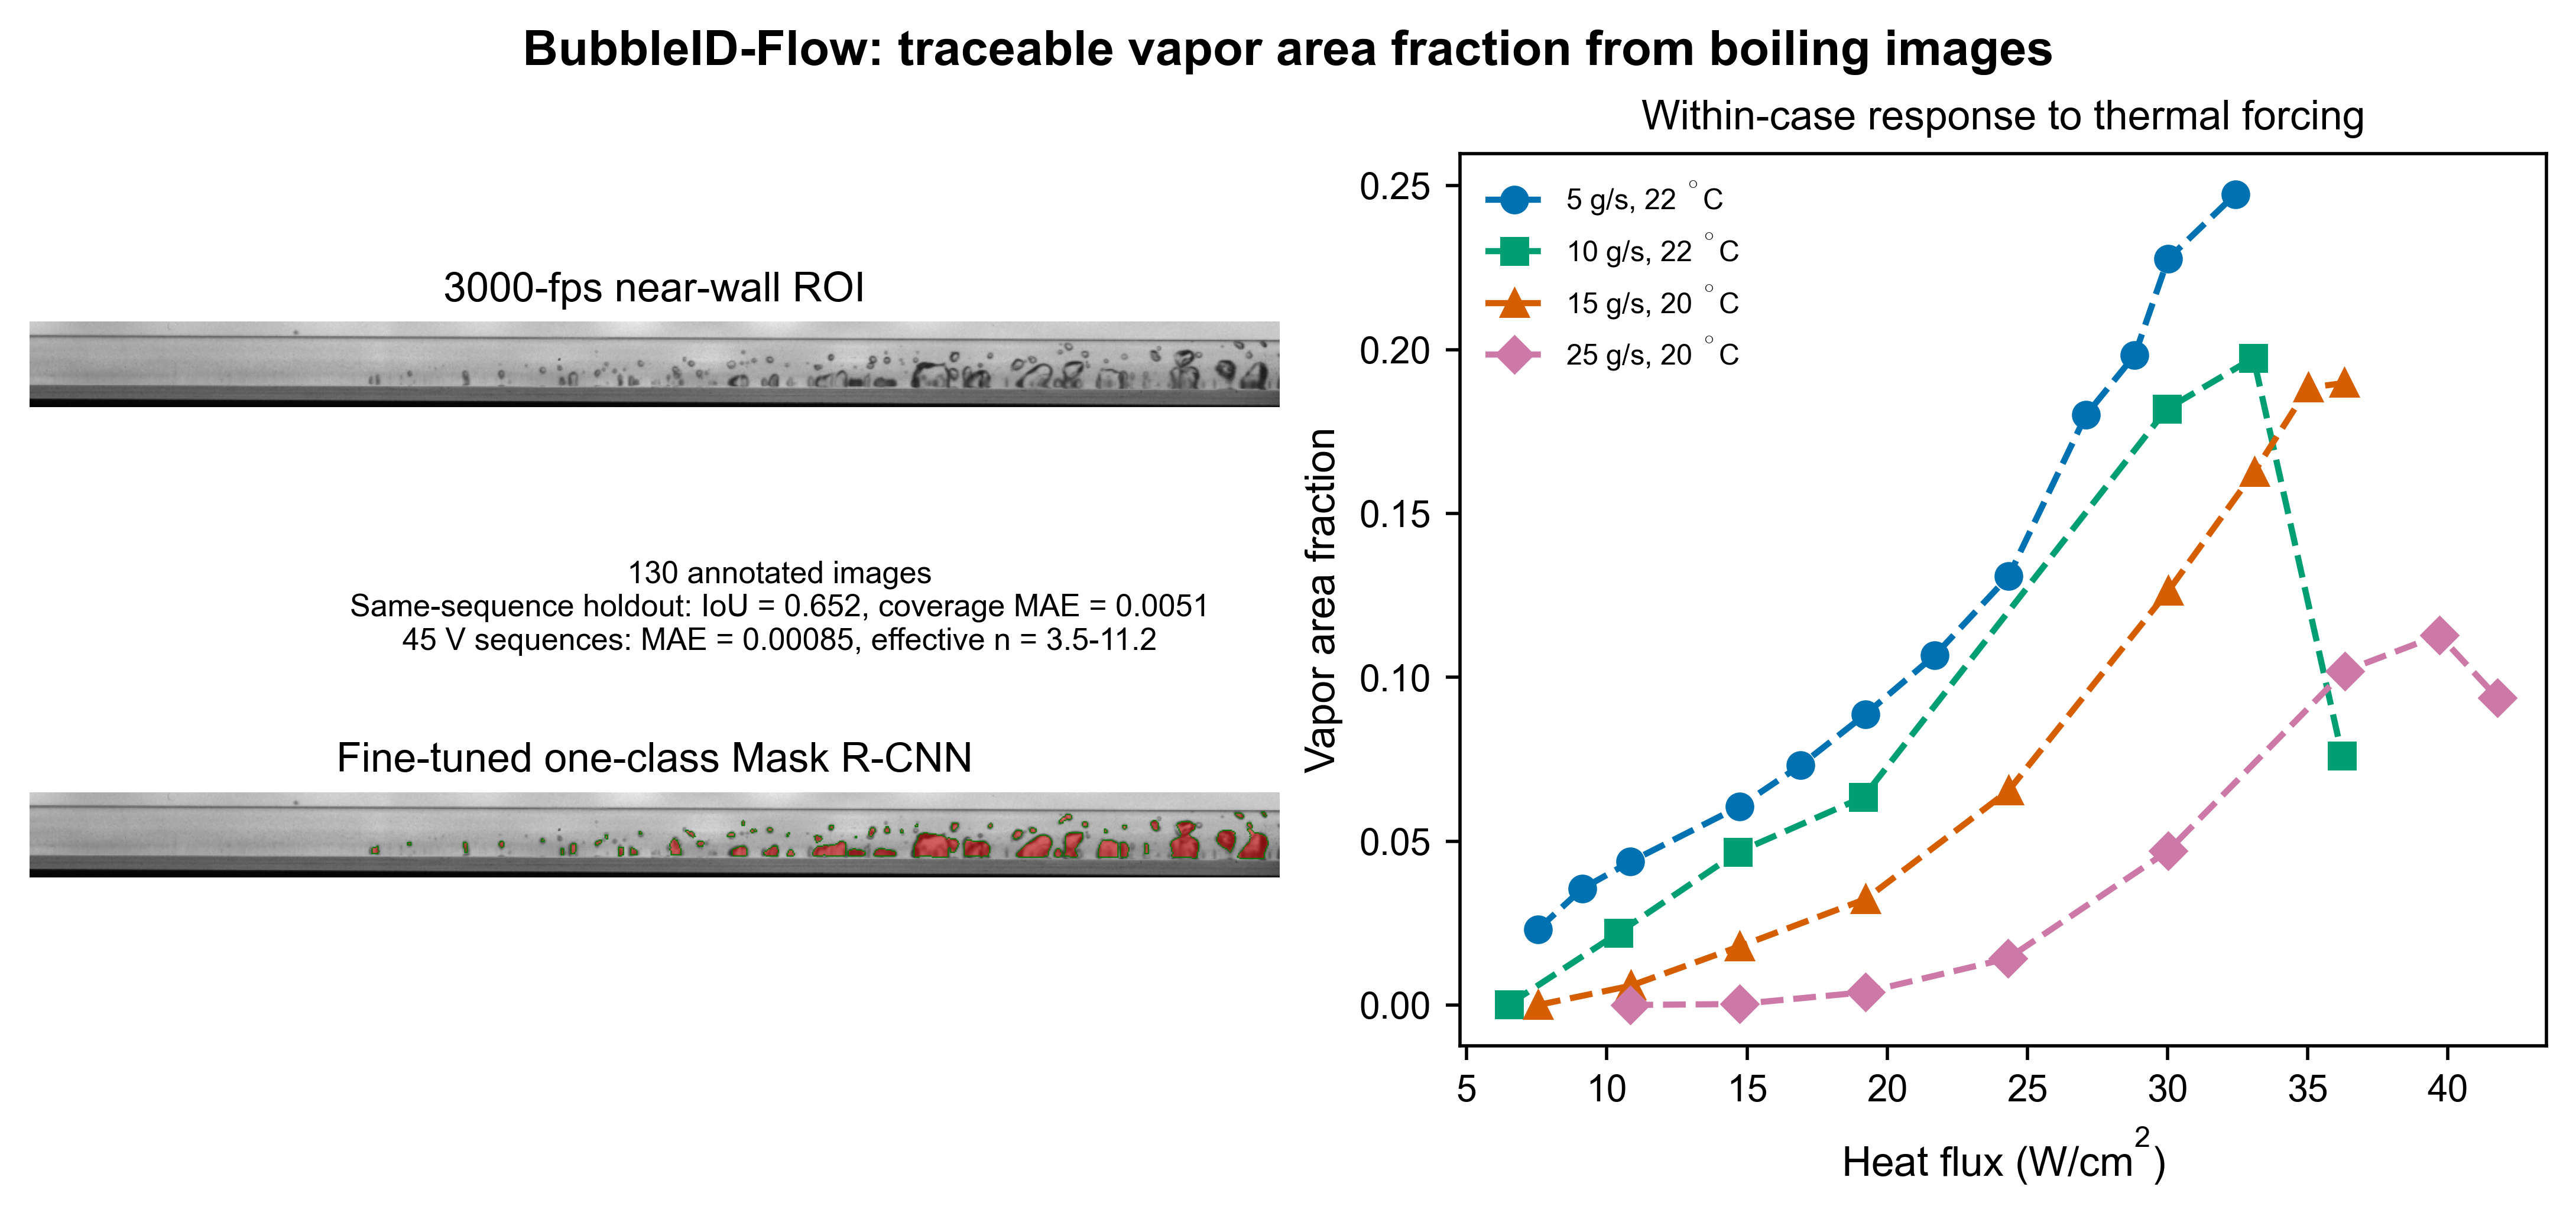 BubbleID-Flow: traceable vapor area fraction from boiling images
3000-fps near-wall ROI
130 annotated images
Same-sequence holdout: IoU = 0.652, coverage MAE = 0.0051
45 V sequences: MAE = 0.00085, effective n = 3.5-11.2
Fine-tuned one-class Mask R-CNN
Within-case response to thermal forcing
5 g/s, 22 °C
10 g/s, 22 °C
15 g/s, 20 °C
25 g/s, 20 °C
Vapor area fraction
0.25
0.20
0.15
0.10
0.05
0.00
5 10 15 20 25 30 35 40
Heat flux (W/cm²)